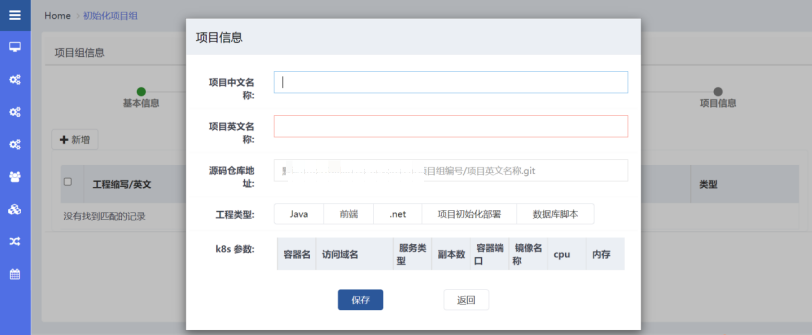 Home › 初始化项目组
项目组信息
基本信息
项目信息
新增
工程缩写/英文
类型
没有找到匹配的记录
项目信息
项目中文名
称:
项目英文名
称:
源码仓库地
址:
项目组编号/项目英文名称.git
工程类型:
Java 前端 .net 项目初始化部署 数据库脚本
k8s 参数:
容器名 访问域名 服务类型 副本数 容器端口 镜像名称 cpu 内存
保存 返回